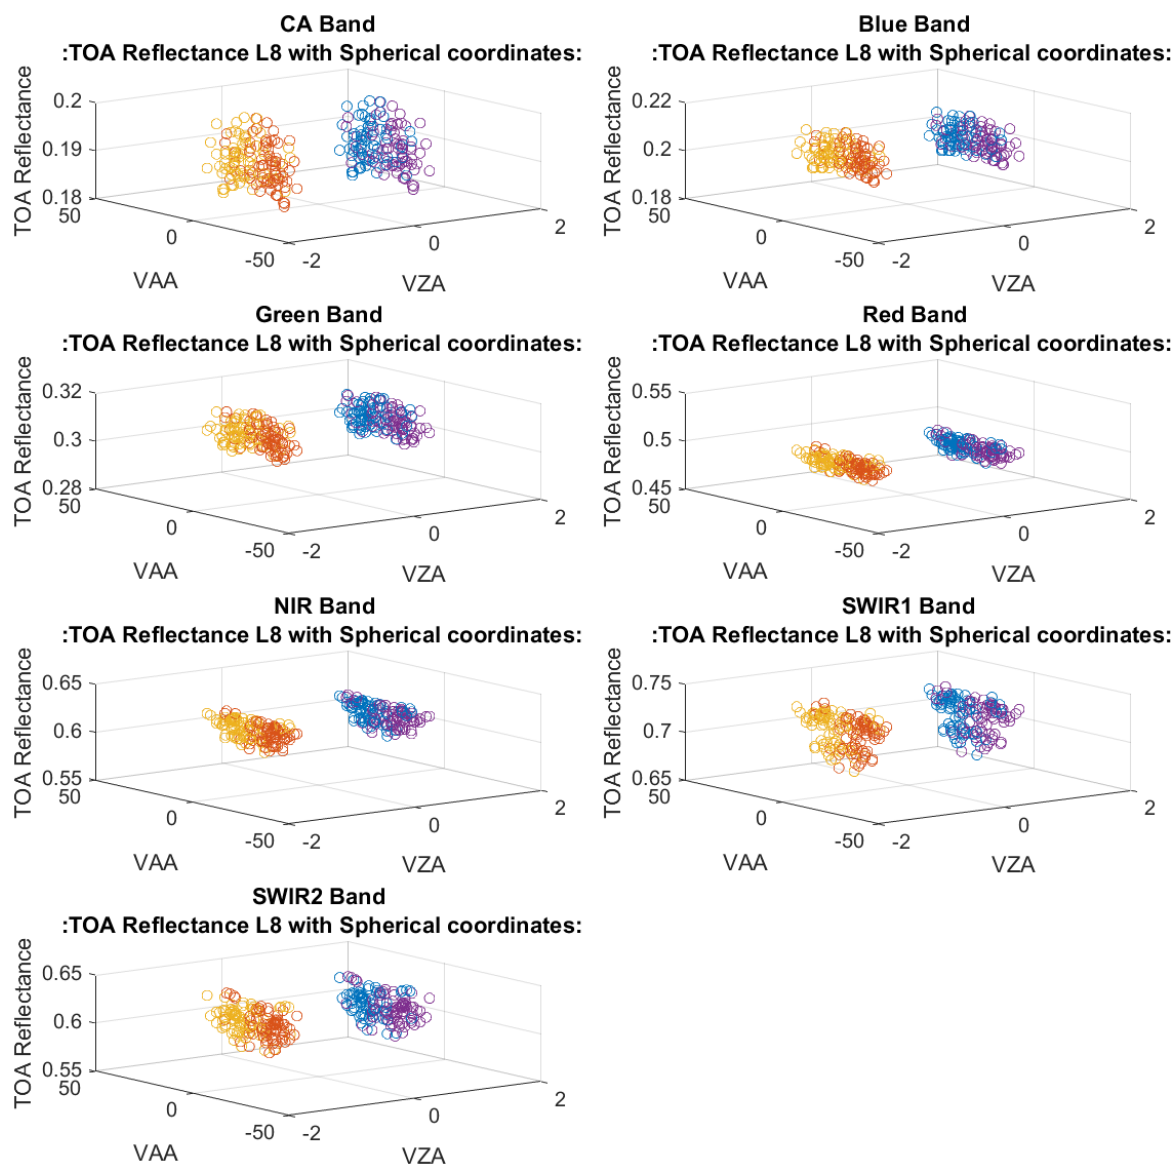 CA Band
:TOA Reflectance L8 with Spherical coordinates:
TOA Reflectance
0.2
0.19
0.18
50
0
-50
-2
0
2
VAA
VZA
Blue Band
:TOA Reflectance L8 with Spherical coordinates:
TOA Reflectance
0.22
0.2
0.18
50
0
-50
-2
0
2
VAA
VZA
Green Band
:TOA Reflectance L8 with Spherical coordinates:
TOA Reflectance
0.32
0.3
0.28
50
0
-50
-2
0
2
VAA
VZA
Red Band
:TOA Reflectance L8 with Spherical coordinates:
TOA Reflectance
0.55
0.5
0.45
50
0
-50
-2
0
2
VAA
VZA
NIR Band
:TOA Reflectance L8 with Spherical coordinates:
TOA Reflectance
0.65
0.6
0.55
50
0
-50
-2
0
2
VAA
VZA
SWIR1 Band
:TOA Reflectance L8 with Spherical coordinates:
TOA Reflectance
0.75
0.7
0.65
50
0
-50
-2
0
2
VAA
VZA
SWIR2 Band
:TOA Reflectance L8 with Spherical coordinates:
TOA Reflectance
0.65
0.6
0.55
50
0
-50
-2
0
2
VAA
VZA